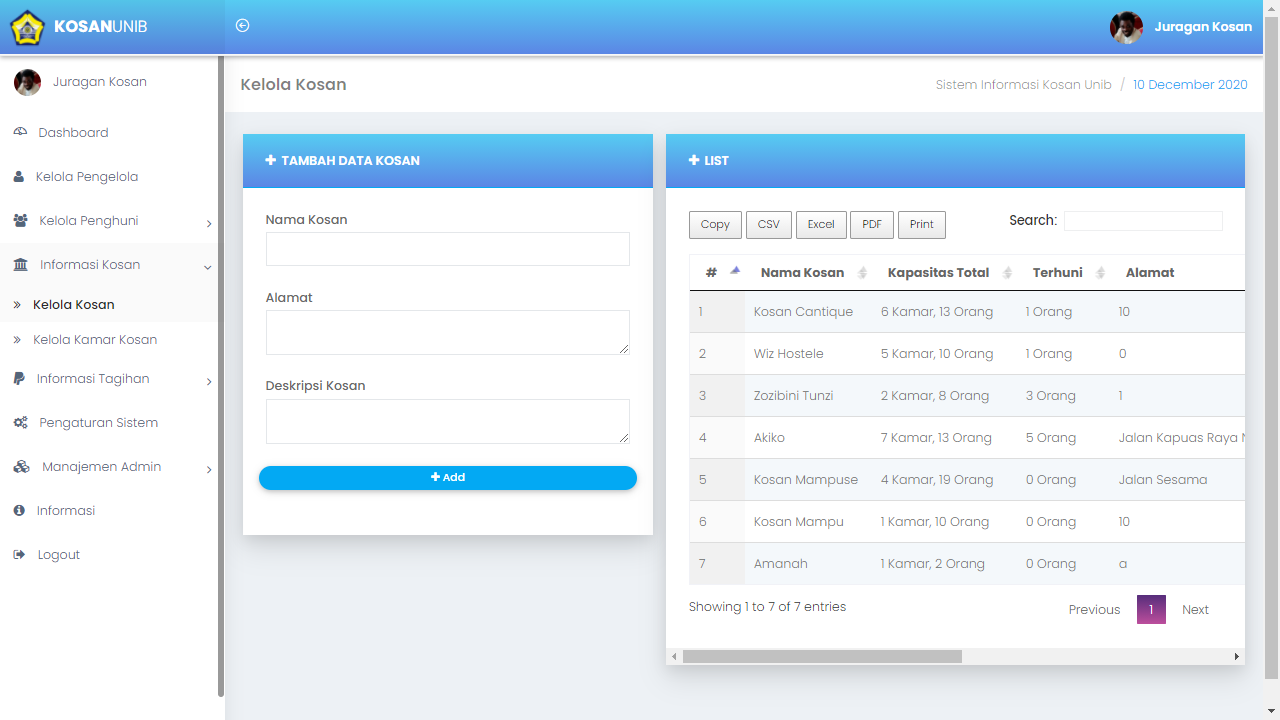 KOSANUNIB
Juragan Kosan
Juragan Kosan
Dashboard
Kelola Pengelola
Kelola Penghuni
Informasi Kosan
Kelola Kosan
Kelola Kamar Kosan
Informasi Tagihan
Pengaturan Sistem
Manajemen Admin
Informasi
Logout
Kelola Kosan
Sistem Informasi Kosan Unib / 10 December 2020
TAMBAH DATA KOSAN
Nama Kosan
Alamat
Deskripsi Kosan
Add
LIST
Copy CSV Excel PDF Print Search:
# Nama Kosan Kapasitas Total Terhuni Alamat
1 Kosan Cantique 6 Kamar, 13 Orang 1 Orang 10
2 Wiz Hostele 5 Kamar, 10 Orang 1 Orang 0
3 Zozibini Tunzi 2 Kamar, 8 Orang 3 Orang 1
4 Akiko 7 Kamar, 13 Orang 5 Orang Jalan Kapuas Raya
5 Kosan Mampuse 4 Kamar, 19 Orang 0 Orang Jalan Sesama
6 Kosan Mampu 1 Kamar, 10 Orang 0 Orang 10
7 Amanah 1 Kamar, 2 Orang 0 Orang a
Showing 1 to 7 of 7 entries
Previous 1 Next